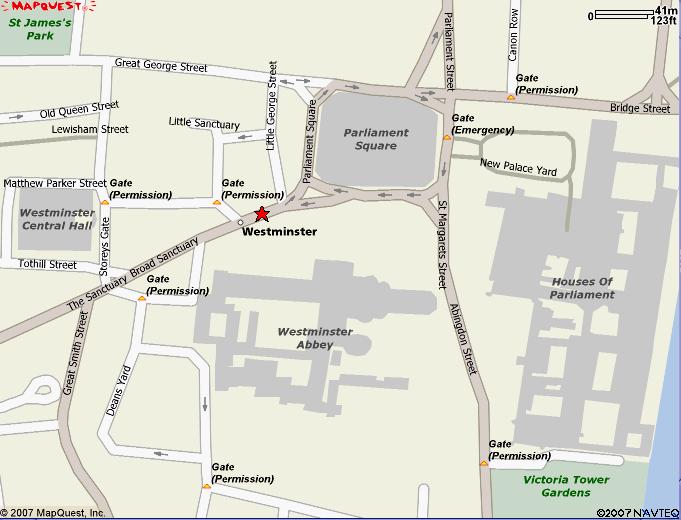 MAPQUEST
41m
0
123ft
St James's
Park
Great George Street
Parliament Street
Canon Row
Gate
(Permission)
Bridge Street
Old Queen Street
Lewisham Street
Little Sanctuary
Little George Street
Parliament Square
Parliament
Square
Gate
(Emergency)
New Palace Yard
Matthew Parker Street
Gate
(Permission)
Gate
(Permission)
Westminster
Central Hall
Storeys Gate
Westminster
St Margarets Street
Tothill Street
The Sanctuary Broad Sanctuary
Gate
(Permission)
Houses Of
Parliament
Westminster
Abbey
Great Smith Street
Abingdon Street
Deans Yard
Gate
(Permission)
Gate
(Permission)
Victoria Tower
Gardens
© 2007 MapQuest, Inc.
©2007 NAVTEQ